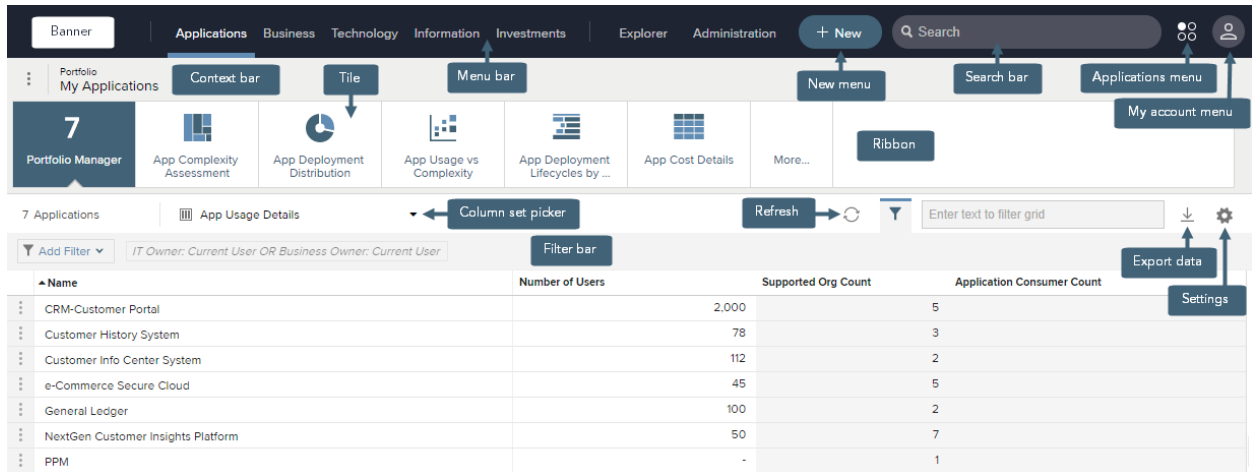 Banner
Applications Business Technology Information Investments Explorer Administration + New Search
Portfolio
My Applications
Context bar
Tile
Menu bar
New menu
Search bar
Applications menu
My account menu
7
Portfolio Manager
App Complexity
Assessment
App Deployment
Distribution
App Usage vs
Complexity
App Deployment
Lifecycles by ...
App Cost Details
More...
Ribbon
7 Applications
App Usage Details
Column set picker
Refresh
Enter text to filter grid
Add Filter
IT Owner: Current User OR Business Owner: Current User
Filter bar
Export data
Settings
Name Number of Users Supported Org Count Application Consumer Count
CRM-Customer Portal 2,000 5
Customer History System 78 3
Customer Info Center System 112 2
e-Commerce Secure Cloud 45 5
General Ledger 100 2
NextGen Customer Insights Platform 50 7
PPM - 1